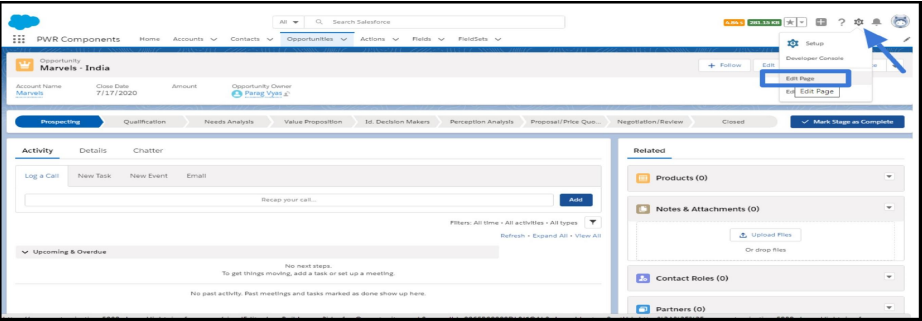 All Search Salesforce 4.86 s 281.15 KB
PWR Components Home Accounts Contacts Opportunities Actions Fields FieldSets
Setup
Developer Console
Edit Page
Edit Page
Opportunity
Marvels - India
+ Follow Edit
Account Name Close Date Amount Opportunity Owner
Marvels 7/17/2020 Parag Vyas
Prospecting Qualification Needs Analysis Value Proposition Id. Decision Makers Perception Analysis Proposal/Price Quo... Negotiation/Review Closed Mark Stage as Complete
Activity Details Chatter
Log a Call New Task New Event Email
Recap your call... Add
Filters: All time • All activities • All types
Refresh • Expand All • View All
Upcoming & Overdue
No next steps.
To get things moving, add a task or set up a meeting.
No past activity. Past meetings and tasks marked as done show up here.
Related
Products (0)
Notes & Attachments (0)
Upload Files
Or drop files
Contact Roles (0)
Partners (0)